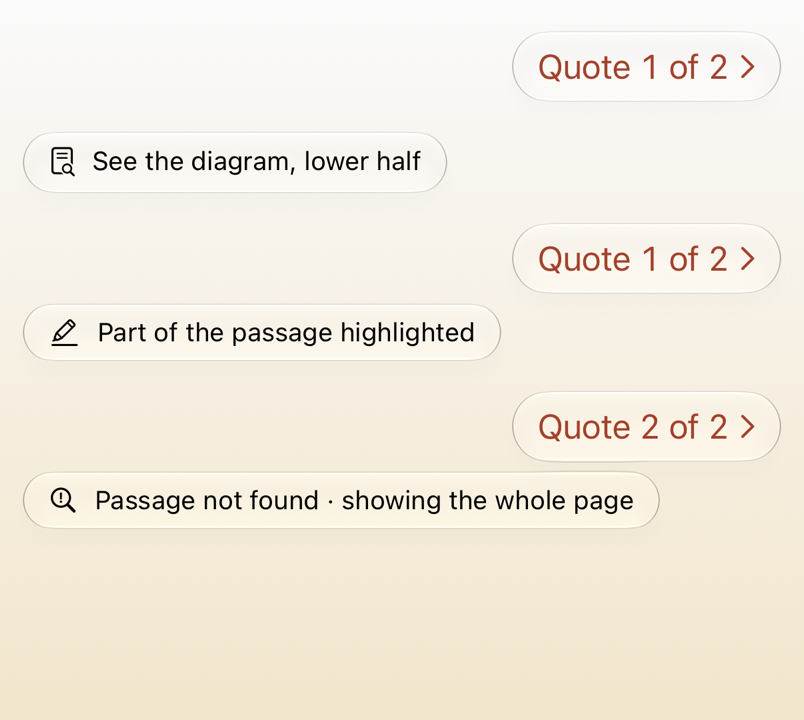 Quote 1 of 2 >
See the diagram, lower half
Quote 1 of 2 >
Part of the passage highlighted
Quote 2 of 2 >
Passage not found · showing the whole page